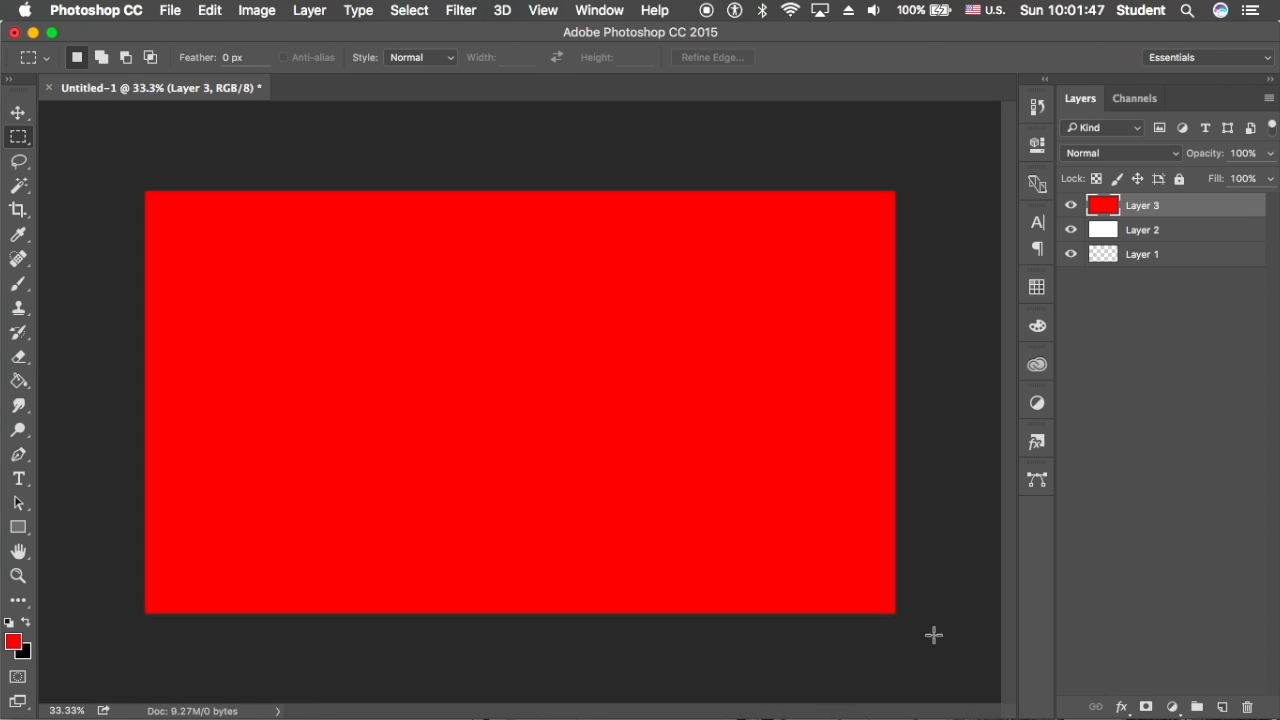 Photoshop CC File Edit Image Layer Type Select Filter 3D View Window Help 100% U.S. Sun 10:01:47 Student
Adobe Photoshop CC 2015
Feather: 0 px Anti-alias Style: Normal Width: Height: Refine Edge... Essentials
Untitled-1 @ 33.3% (Layer 3, RGB/8) *
Layers Channels
Kind
Normal Opacity: 100%
Lock: Fill: 100%
Layer 3
Layer 2
Layer 1
33.33% Doc: 9.27M/0 bytes